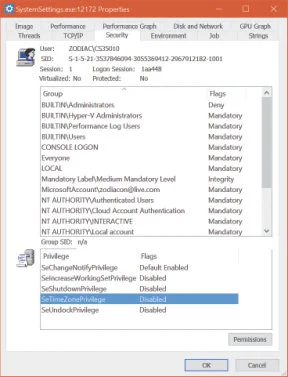 SystemSettings.exe:12172 Properties
Image Performance Performance Graph Disk and Network GPU Graph
Threads TCP/IP Security Environment Job Strings
User: ZODIAC\CS35010
SID: S-1-5-21-3537846094-3055369412-2967912182-1001
Session: 1 Logon Session: 1aa448
Virtualized: No Protected: No
Group Flags
BUILTIN\Administrators Deny
BUILTIN\Hyper-V Administrators Mandatory
BUILTIN\Performance Log Users Mandatory
BUILTIN\Users Mandatory
CONSOLE LOGON Mandatory
Everyone Mandatory
LOCAL Mandatory
Mandatory Label\Medium Mandatory Level Integrity
MicrosoftAccount\zodiacon@live.com Mandatory
NT AUTHORITY\Authenticated Users Mandatory
NT AUTHORITY\Cloud Account Authentication Mandatory
NT AUTHORITY\INTERACTIVE Mandatory
NT AUTHORITY\Local account Mandatory
Group SID: n/a
Privilege Flags
SeChangeNotifyPrivilege Default Enabled
SeIncreaseWorkingSetPrivilege Disabled
SeShutdownPrivilege Disabled
SeTimeZonePrivilege Disabled
SeUndockPrivilege Disabled
Permissions
OK Cancel